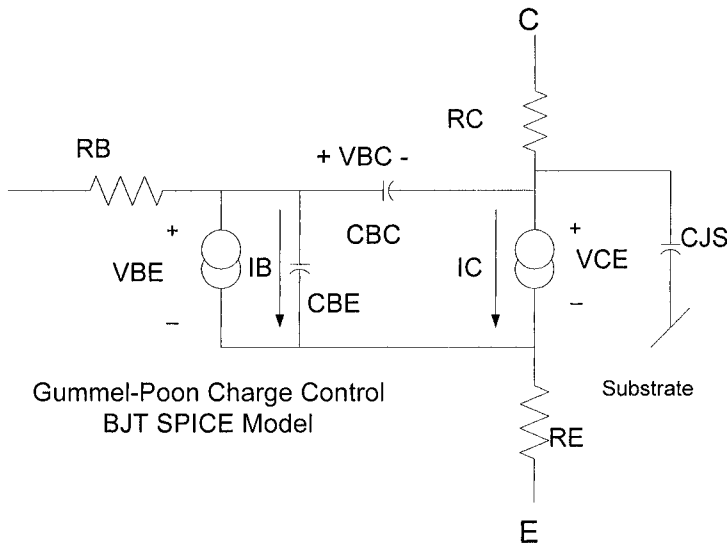 C
RC
RB
+ VBC -
CBC
+
VBE
–
IB
CBE
IC
+
VCE
–
CJS
Gummel-Poon Charge Control
BJT SPICE Model
Substrate
RE
E